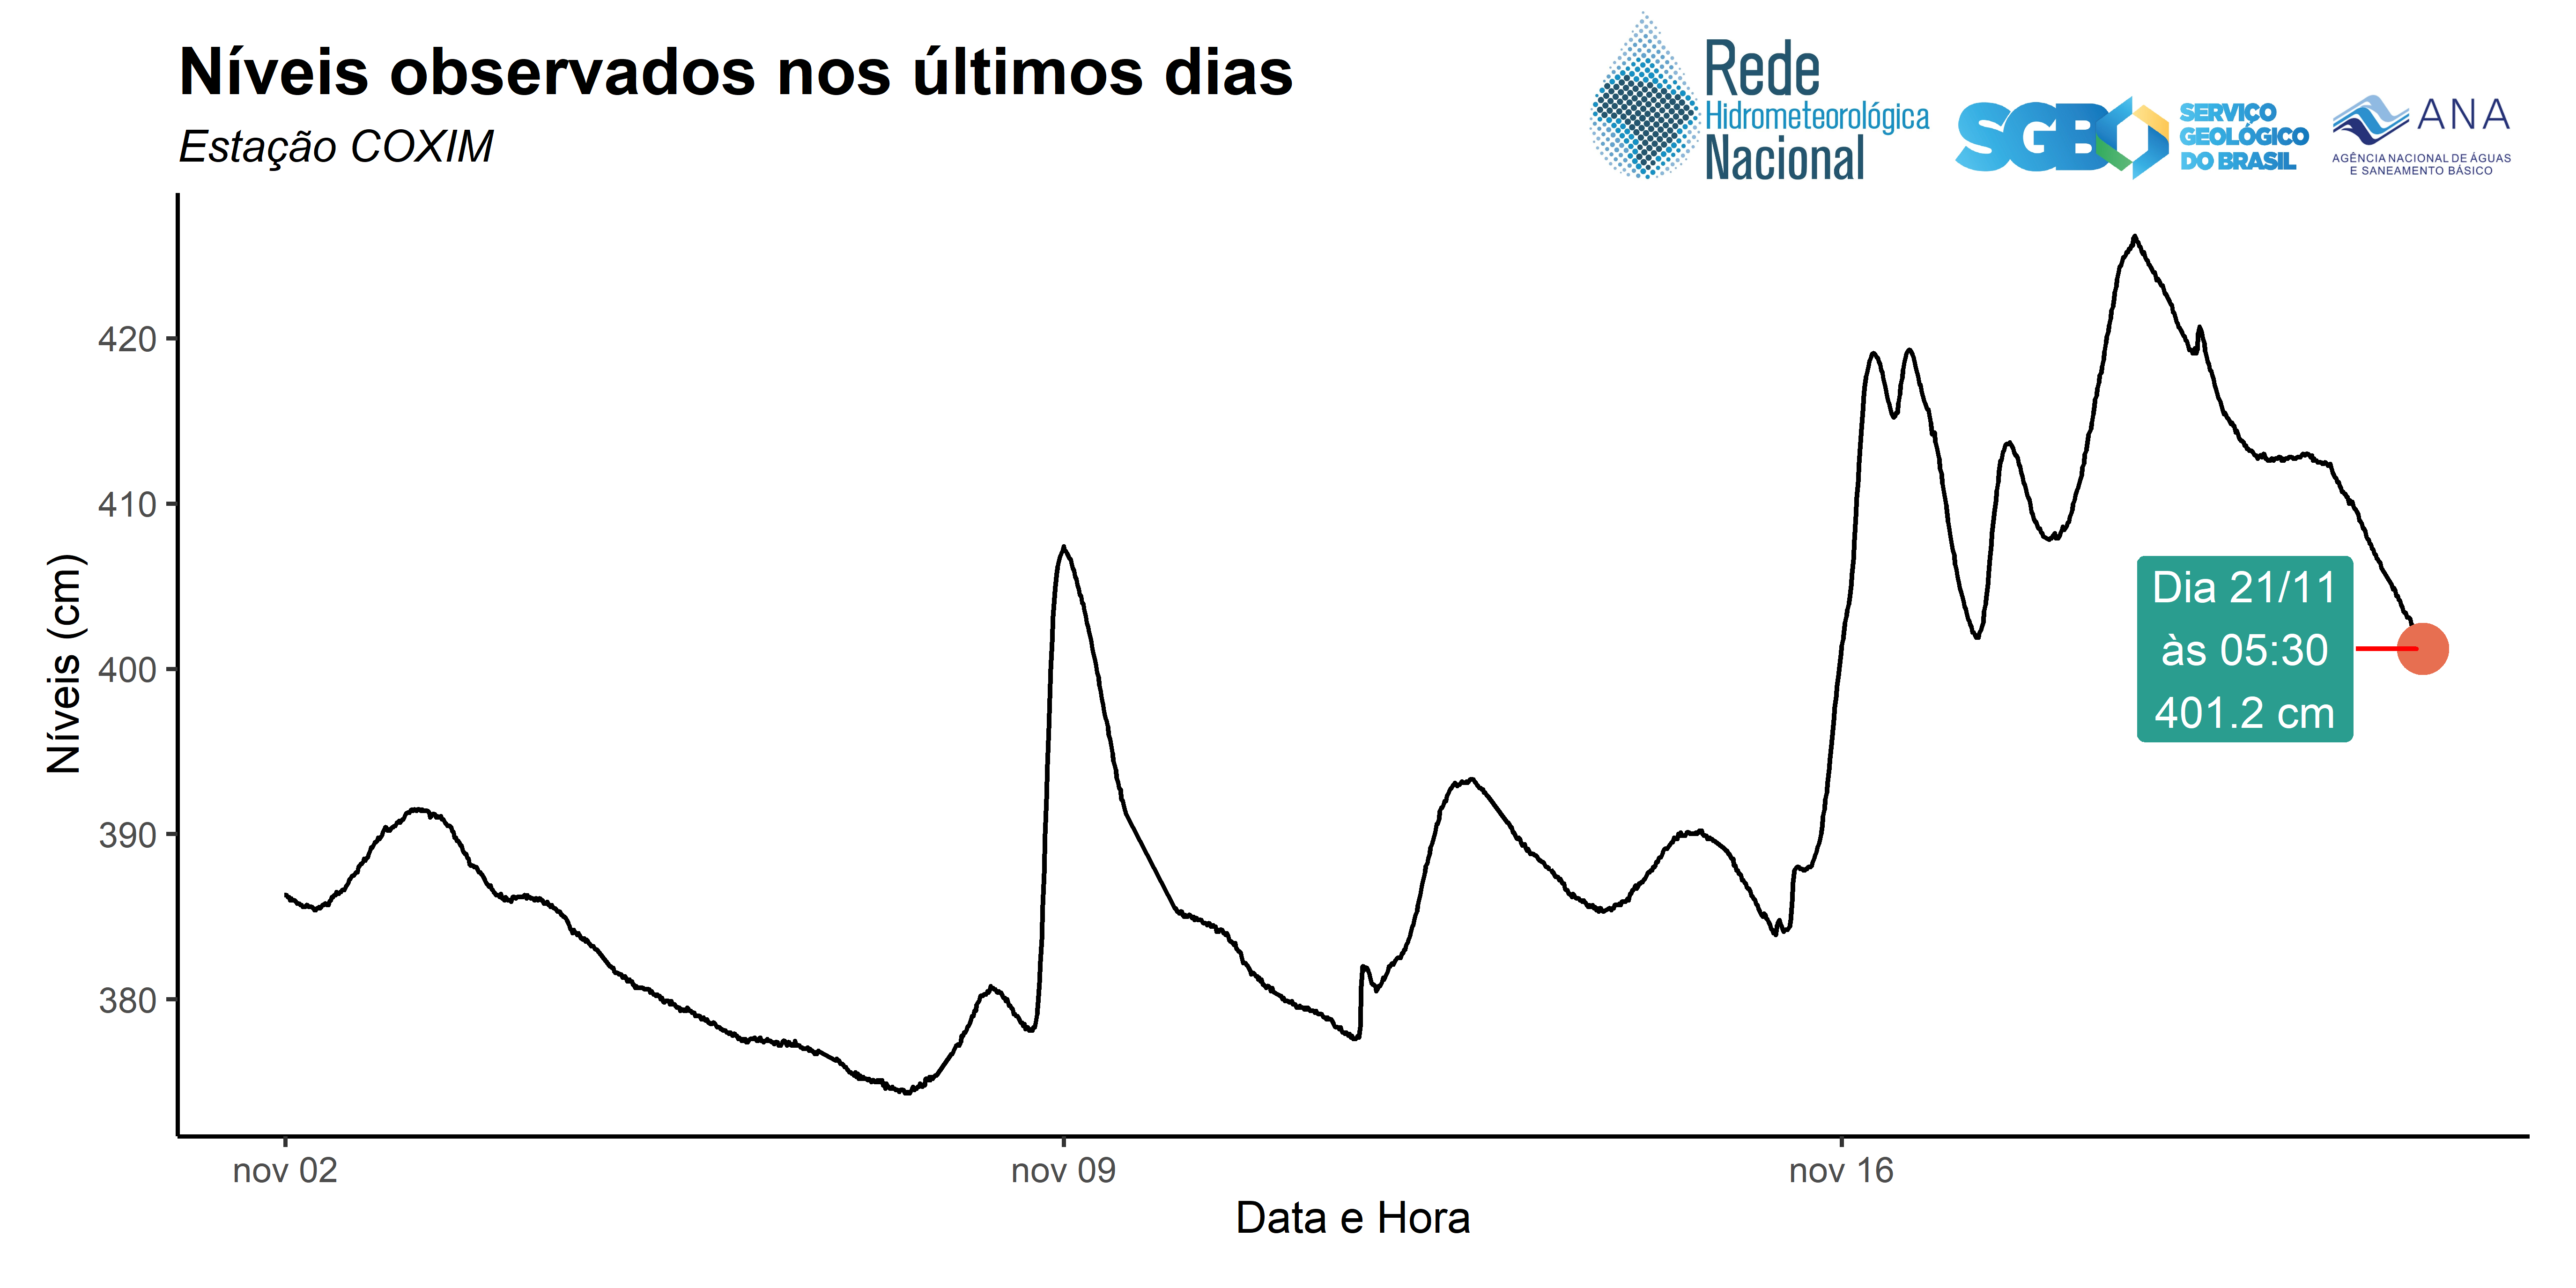 Níveis observados nos últimos dias
Estação COXIM
Rede
Hidrometeorológica
Nacional
SGB
SERVIÇO
GEOLÓGICO
DO BRASIL
ANA
AGÊNCIA NACIONAL DE ÁGUAS
E SANEAMENTO BÁSICO
Níveis (cm)
420
410
400
390
380
Dia 21/11
às 05:30
401.2 cm
nov 02
nov 09
nov 16
Data e Hora